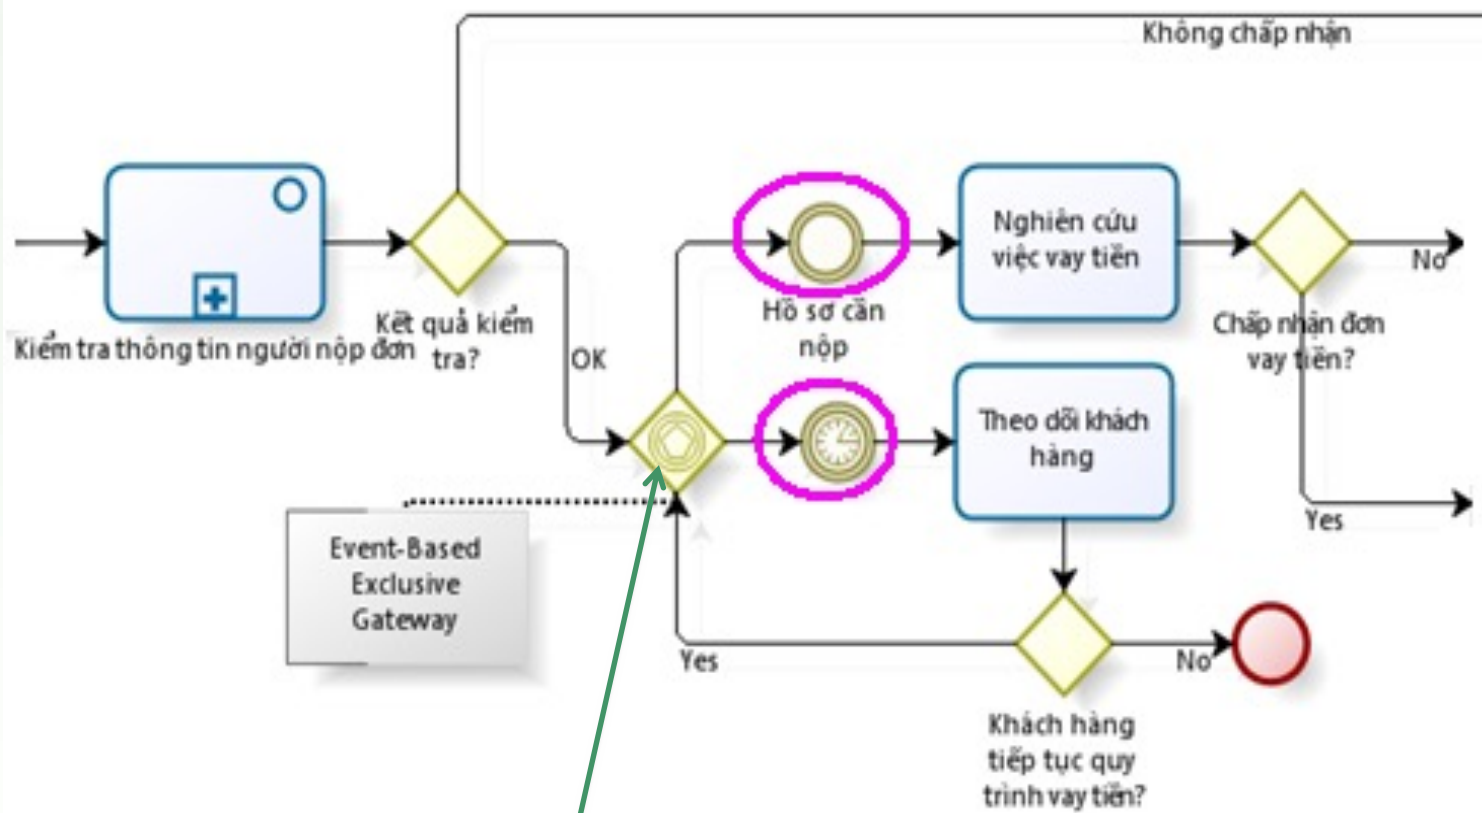 Không chấp nhận
Kiểm tra thông tin người nộp đơn
Kết quả kiểm
tra?
OK
Hồ sơ cần
nộp
Nghiên cứu
việc vay tiền
No
Chấp nhận đơn
vay tiền?
Theo dõi khách
hàng
Yes
Event-Based
Exclusive
Gateway
Yes
No
Khách hàng
tiếp tục quy
trình vay tiền?